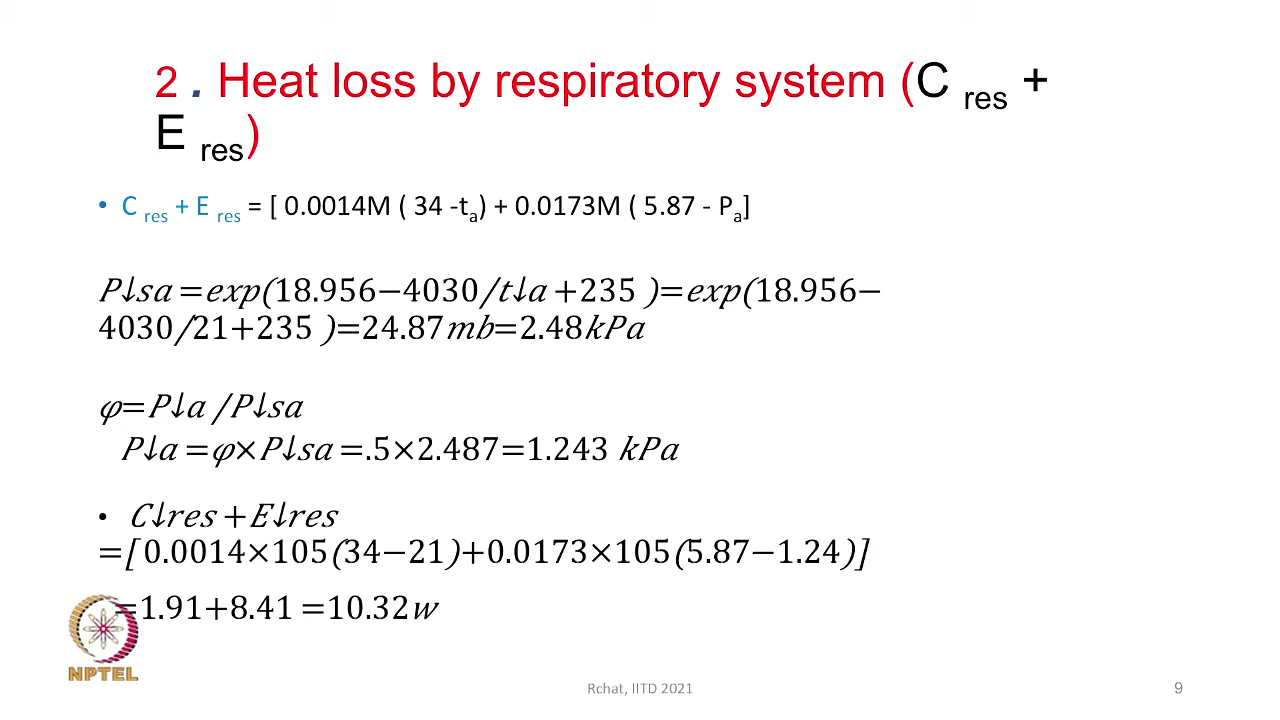 2 . Heat loss by respiratory system (C res +
E res)
• C res + E res = [ 0.0014M ( 34 -ta) + 0.0173M ( 5.87 - Pa]
P↓sa =exp(18.956−4030/t↓a +235 )=exp(18.956−
4030/21+235 )=24.87mb=2.48kPa
φ=P↓a /P↓sa
P↓a =φ×P↓sa =.5×2.487=1.243 kPa
• C↓res +E↓res
=[0.0014×105(34−21)+0.0173×105(5.87−1.24)]
=1.91+8.41 =10.32w
NPTEL
Rchat, IITD 2021
9